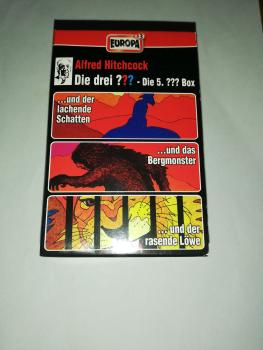 EUROPA
Alfred Hitchcock
Die drei ??? - Die 5. ??? Box
...und der
lachende
Schatten
...und das
Bergmonster
...und der
rasende Löwe